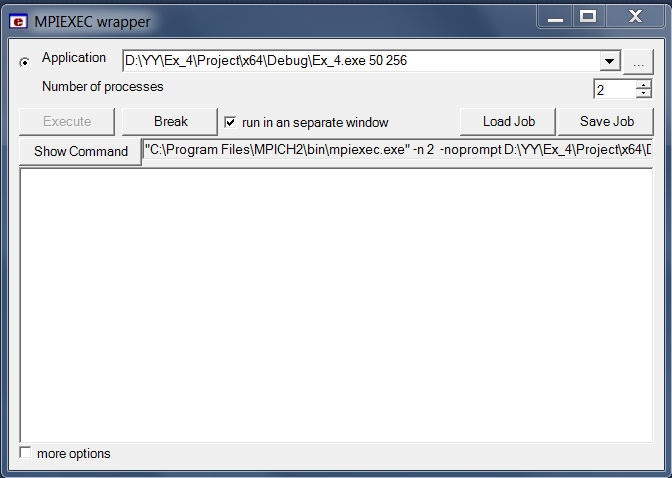 e MPIEXEC wrapper
Application D:\YY\Ex_4\Project\x64\Debug\Ex_4.exe 50 256 ...
Number of processes 2
Execute Break run in an separate window Load Job Save Job
Show Command "C:\Program Files\MPICH2\bin\mpiexec.exe" -n 2 -noprompt D:\YY\Ex_4\Project\x64\D
more options